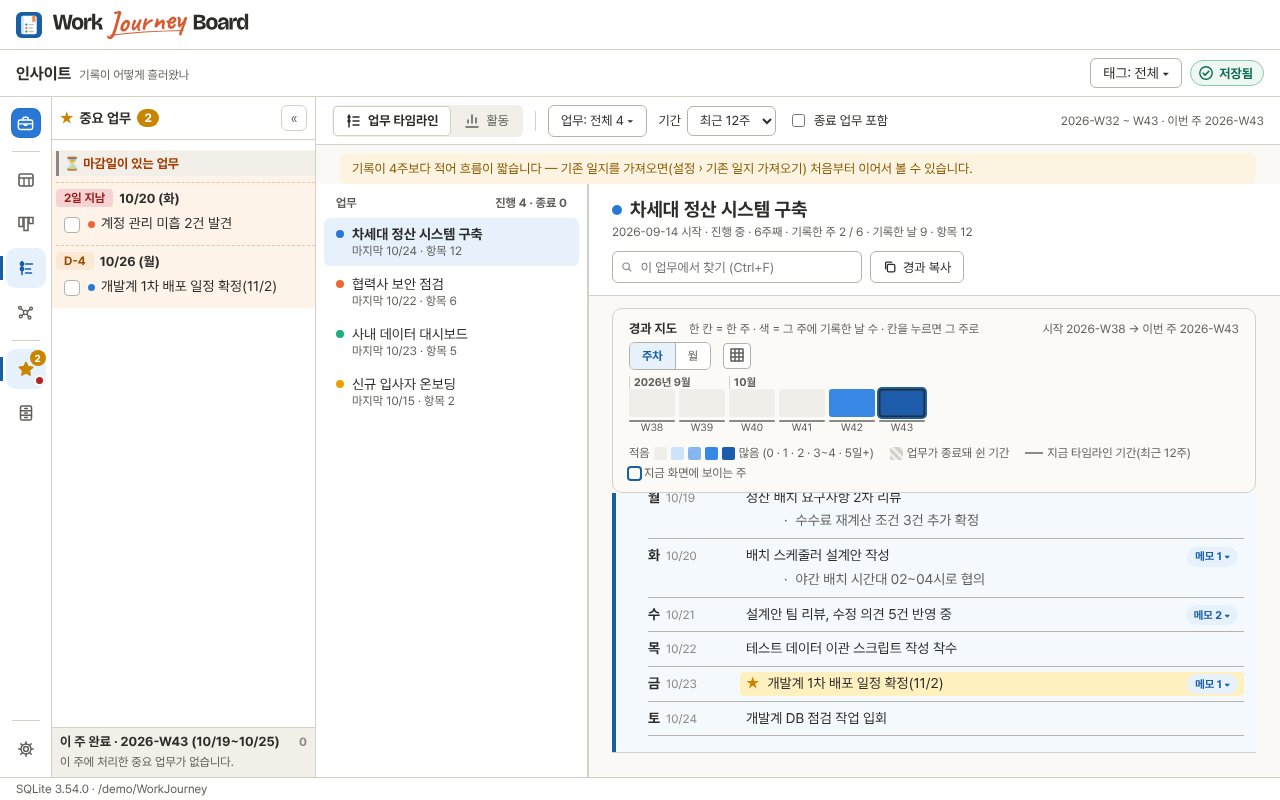 Work Journey Board
인사이트 기록이 어떻게 흘러왔나
태그: 전체
저장됨
★ 중요 업무 2 «
⏳ 마감일이 있는 업무
2일 지남 10/20 (화)
계정 관리 미흡 2건 발견
D-4 10/26 (월)
개발계 1차 배포 일정 확정(11/2)
2
이 주 완료 · 2026-W43 (10/19~10/25) 0
이 주에 처리한 중요 업무가 없습니다.
업무 타임라인 활동 업무: 전체 4 기간 최근 12주 종료 업무 포함 2026-W32 ~ W43 · 이번 주 2026-W43
기록이 4주보다 적어 흐름이 짧습니다 — 기존 일지를 가져오면(설정 › 기존 일지 가져오기) 처음부터 이어서 볼 수 있습니다.
업무 진행 4 · 종료 0
차세대 정산 시스템 구축
마지막 10/24 · 항목 12
협력사 보안 점검
마지막 10/22 · 항목 6
사내 데이터 대시보드
마지막 10/23 · 항목 5
신규 입사자 온보딩
마지막 10/15 · 항목 2
차세대 정산 시스템 구축
2026-09-14 시작 · 진행 중 · 6주째 · 기록한 주 2 / 6 · 기록한 날 9 · 항목 12
이 업무에서 찾기 (Ctrl+F)
경과 복사
경과 지도 한 칸 = 한 주 · 색 = 그 주에 기록한 날 수 · 칸을 누르면 그 주로 시작 2026-W38 → 이번 주 2026-W43
주차 월
2026년 9월 10월
W38 W39 W40 W41 W42 W43
적음 많음 (0 · 1 · 2 · 3~4 · 5일+) 업무가 종료돼 쉰 기간 지금 타임라인 기간(최근 12주)
지금 화면에 보이는 주
월 10/19 정산 배치 요구사항 2차 리뷰
· 수수료 재계산 조건 3건 추가 확정
화 10/20 배치 스케줄러 설계안 작성 메모 1
· 야간 배치 시간대 02~04시로 협의
수 10/21 설계안 팀 리뷰, 수정 의견 5건 반영 중 메모 2
목 10/22 테스트 데이터 이관 스크립트 작성 착수
금 10/23 ★ 개발계 1차 배포 일정 확정(11/2) 메모 1
토 10/24 개발계 DB 점검 작업 입회
SQLite 3.54.0 · /demo/WorkJourney